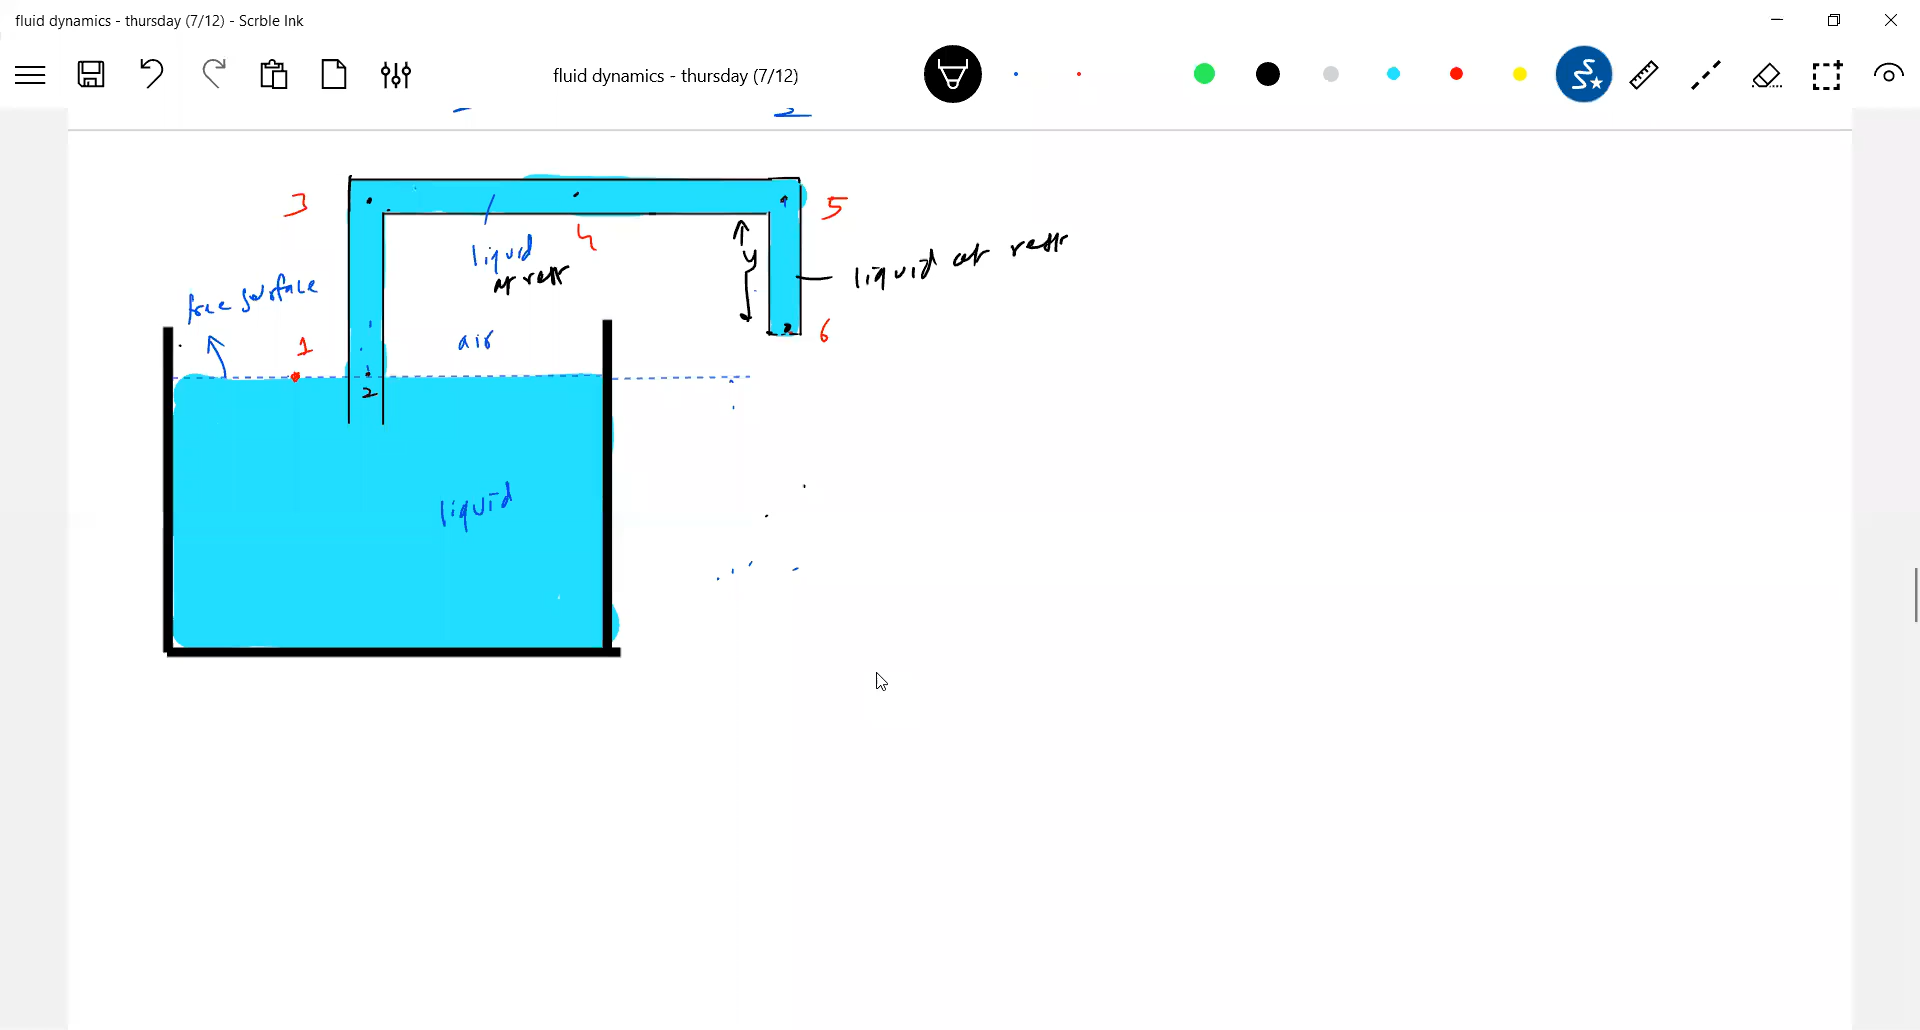 fluid dynamics - thursday (7/12) - Scrble Ink
fluid dynamics - thursday (7/12)
2
3
5
4
liquid
at rest
y
liquid at rest
free surface
1
air
6
2
liquid